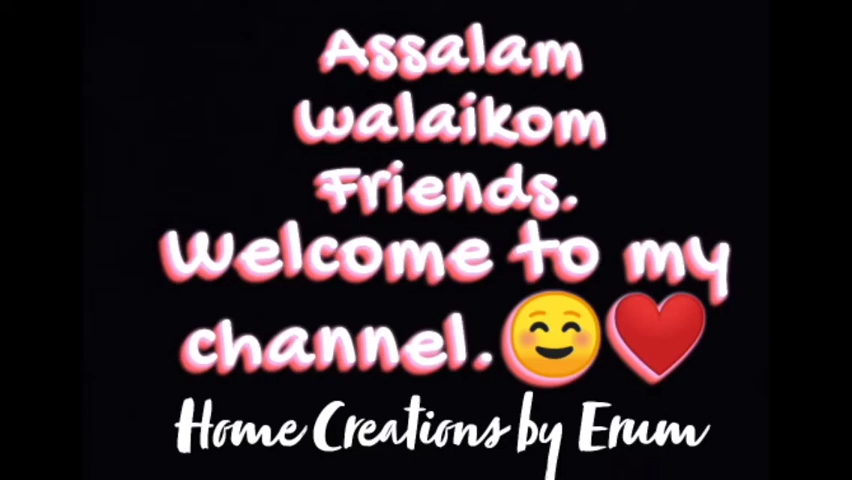 Assalam
walaikom
Friends.
Welcome to my
channel.😊❤️
Home Creations by Erum